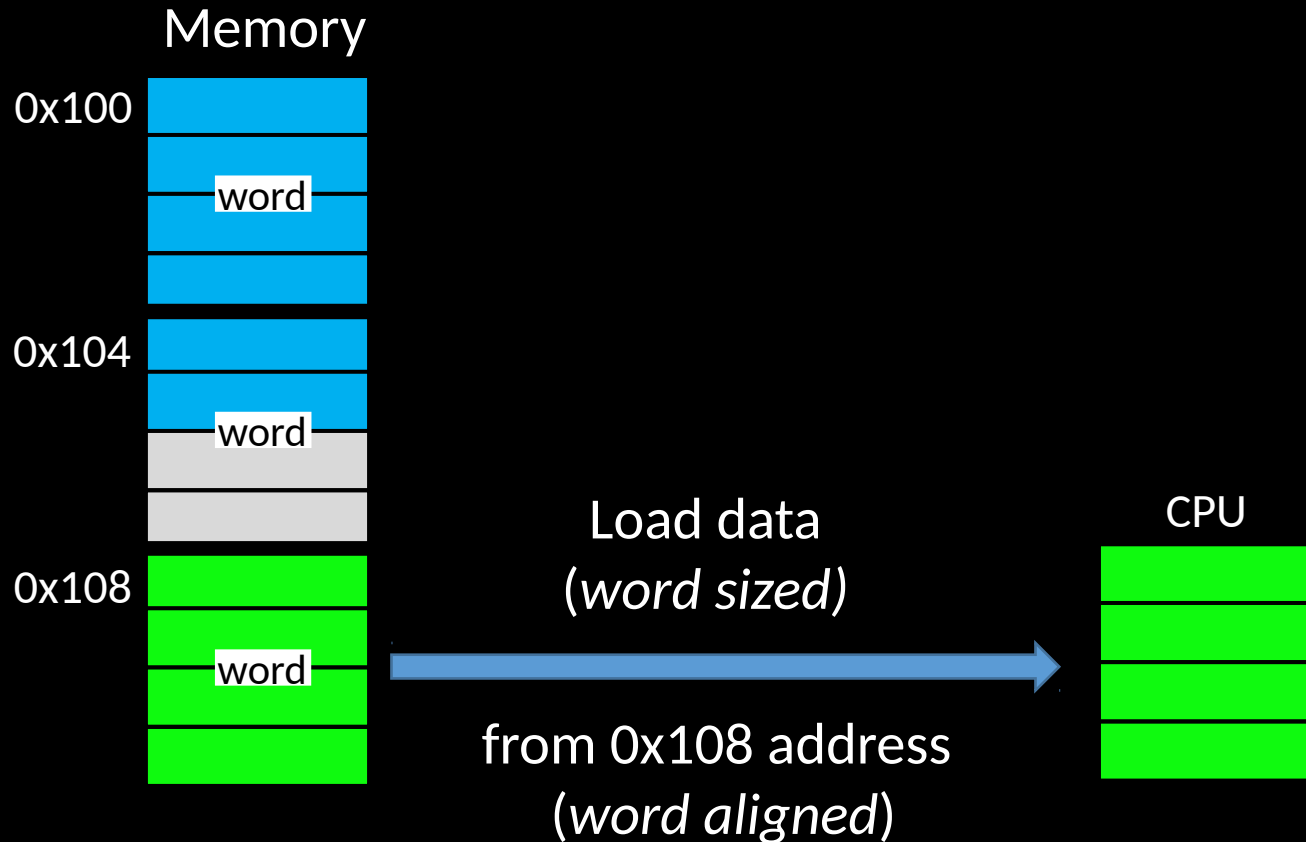 Memory
0x100
word
0x104
word
0x108
word
Load data
(word sized)
from 0x108 address
(word aligned)
CPU